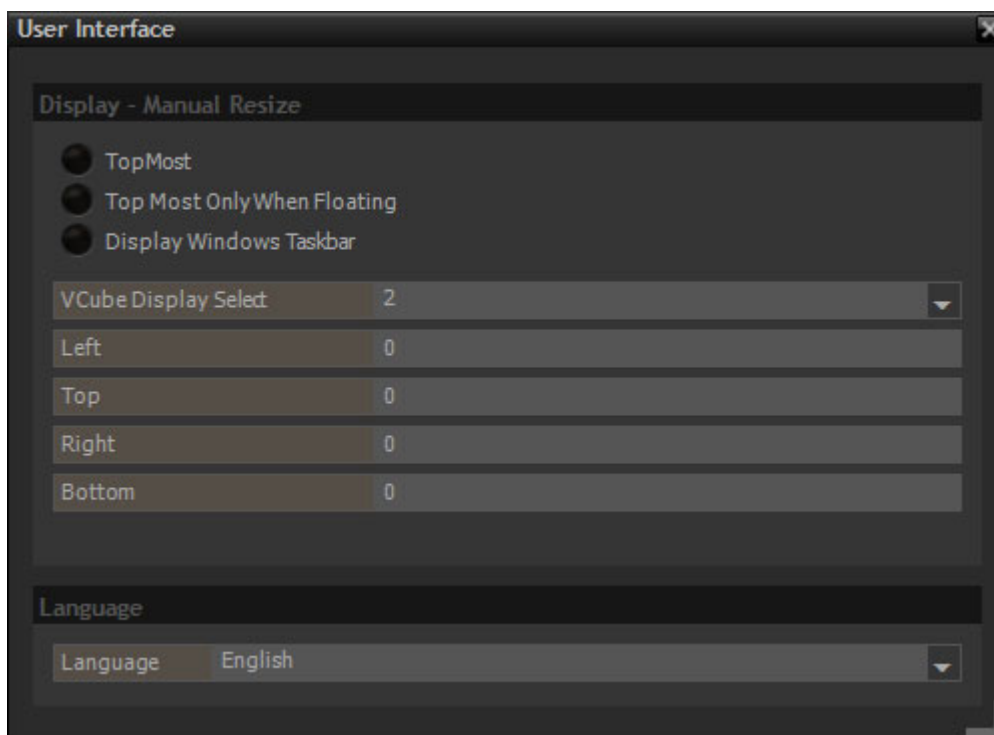 User Interface
Display - Manual Resize
TopMost
Top Most Only When Floating
Display Windows Taskbar
VCube Display Select 2
Left 0
Top 0
Right 0
Bottom 0
Language
Language English